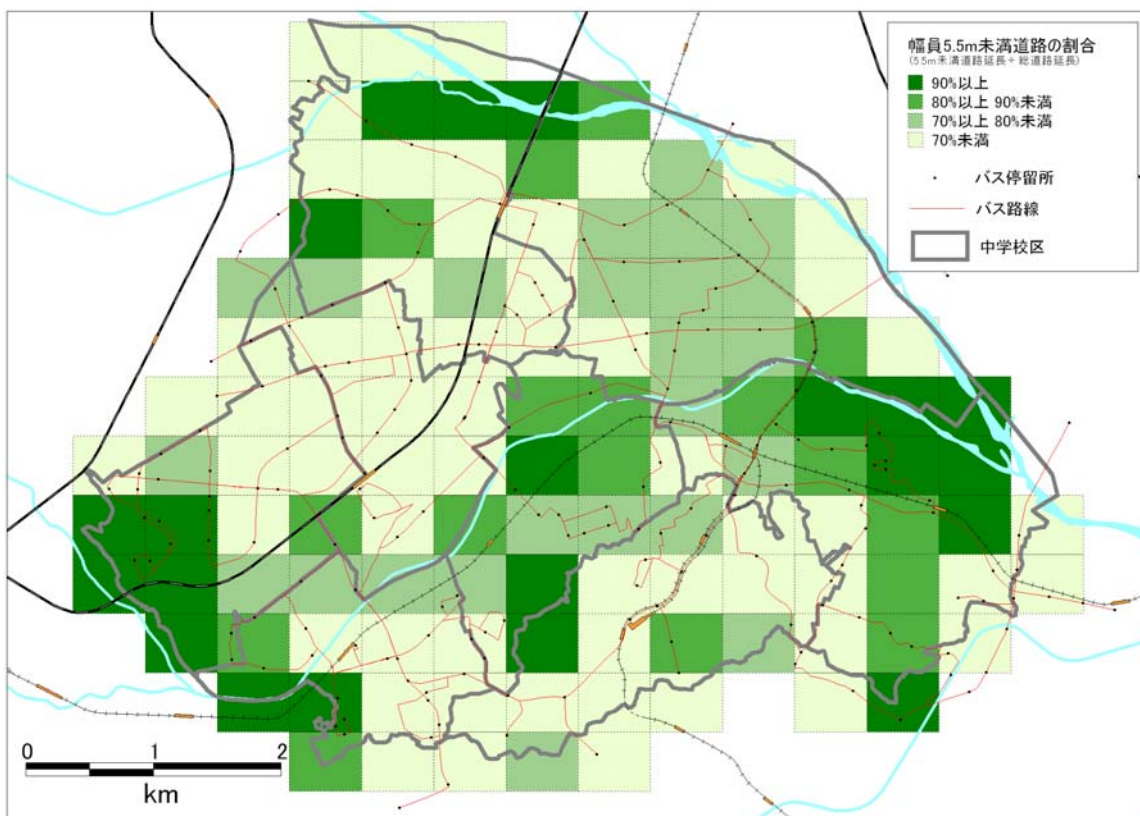 幅員5.5m未満道路の割合
(5.5m未満道路延長÷総道路延長)
90%以上
80%以上 90%未満
70%以上 80%未満
70%未満
バス停留所
バス路線
中学校区
0 1 2
km